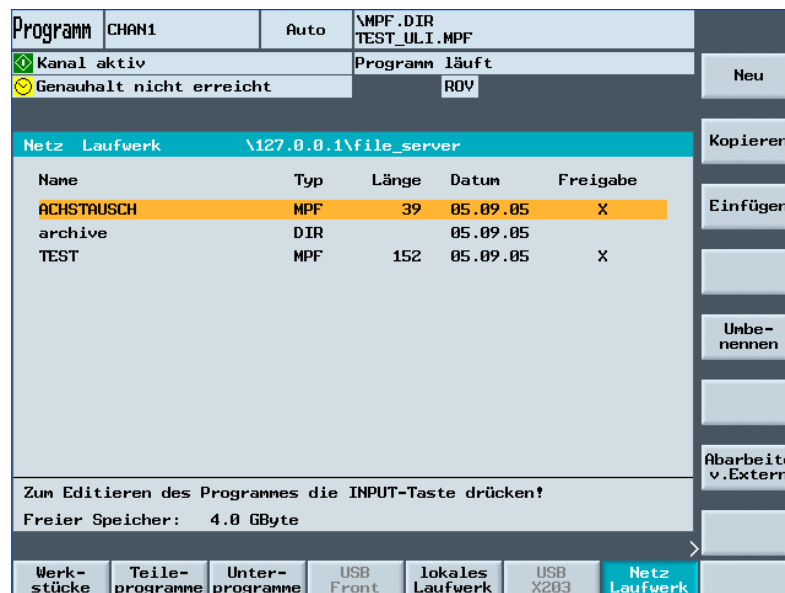 Programm CHAN1 Auto \MPF.DIR
TEST_ULI.MPF
Kanal aktiv Programm läuft
Genauhalt nicht erreicht ROV
Neu
Netz Laufwerk \127.0.0.1\file_server
Kopieren
Name Typ Länge Datum Freigabe
ACHSTAUSCH MPF 39 05.09.05 X
Einfügen
archive DIR 05.09.05
TEST MPF 152 05.09.05 X
Umbe-
nennen
Abarbeit
v.Extern
Zum Editieren des Programmes die INPUT-Taste drücken!
Freier Speicher: 4.0 GByte
>
Werk-
stücke
Teile-
programme
Unter-
programme
USB
Front
lokales
Laufwerk
USB
X203
Netz
Laufwerk